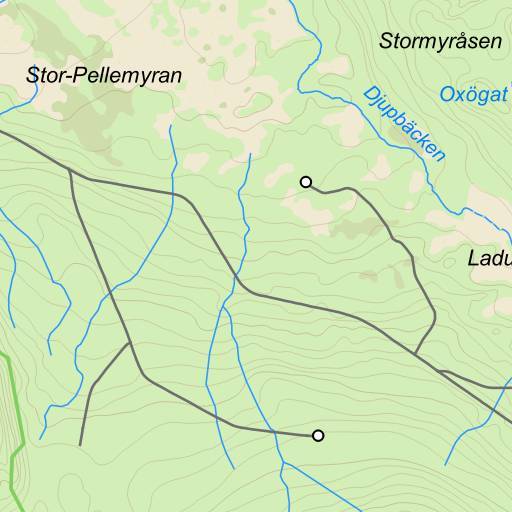 Stormyråsen
Stor-Pellemyran
Oxögat
Djupbäcken
Ladu